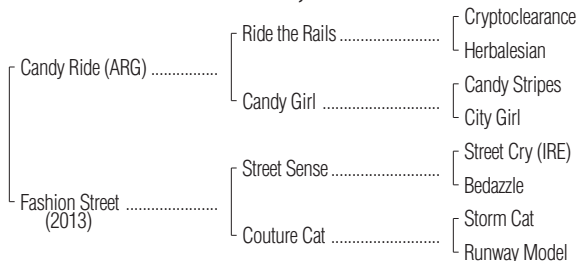 Cryptoclearance
Ride the Rails ....................
Herbalesian
Candy Ride (ARG) ................
Candy Stripes
Candy Girl ............................
City Girl
Street Cry (IRE)
Street Sense .........................
Bedazzle
Fashion Street ......................
(2013)
Storm Cat
Couture Cat .........................
Runway Model